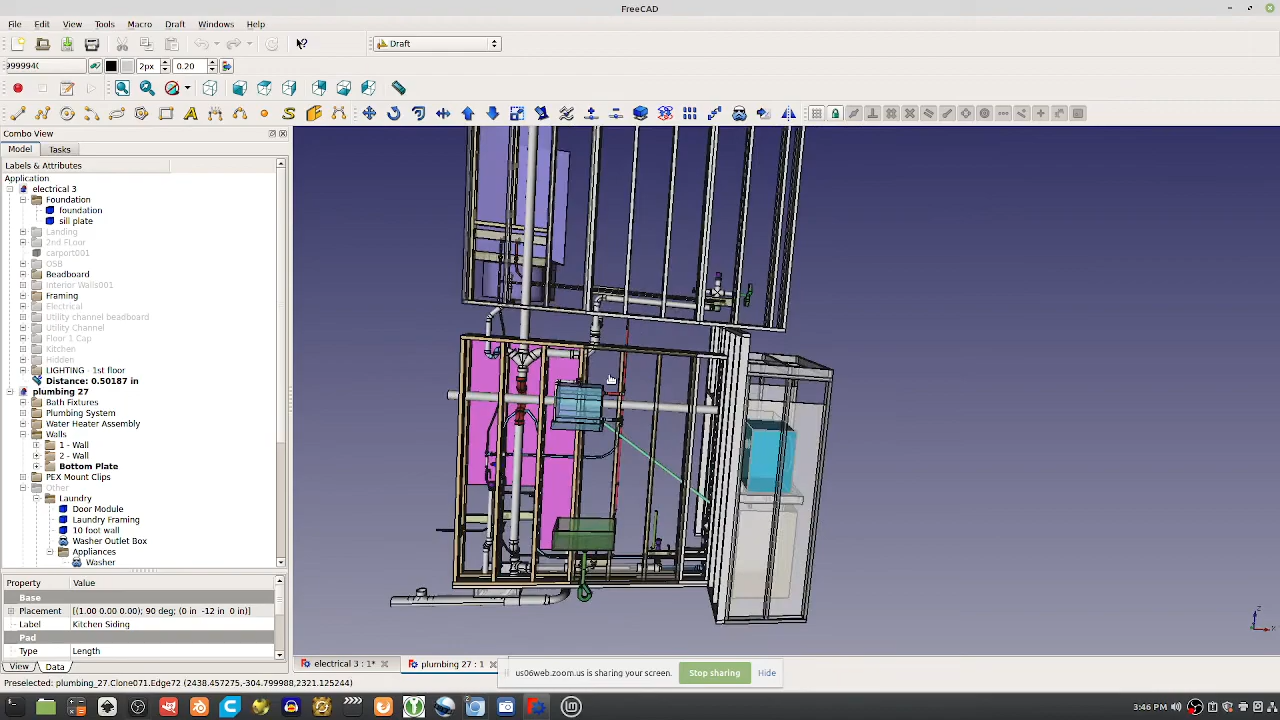 FreeCAD
File Edit View Tools Macro Draft Windows Help
Draft
999994( 2px 0.20
Combo View
Model Tasks
Labels & Attributes
Application
electrical 3
Foundation
foundation
sill plate
Landing
2nd FLoor
carport001
OSB
Beadboard
Interior Walls001
Framing
Electrical
Utility channel beadboard
Utility Channel
Floor 1 Cap
Kitchen
Hidden
LIGHTING - 1st floor
Distance: 0.50187 in
plumbing 27
Bath Fixtures
Plumbing System
Water Heater Assembly
Walls
1 - Wall
2 - Wall
Bottom Plate
PEX Mount Clips
Other
Laundry
Door Module
Laundry Framing
10 foot wall
Washer Outlet Box
Appliances
Washer
Property Value
Base
Placement [(1.00 0.00 0.00); 90 deg; (0 in -12 in 0 in)]
Label Kitchen Siding
Pad
Type Length
View Data
electrical 3 : 1* plumbing 27 : 1
us06web.zoom.us is sharing your screen. Stop sharing Hide
Preselected: plumbing_27.Clone071.Edge72 (2438.457275,-304.799988,2321.125244)
3:46 PM